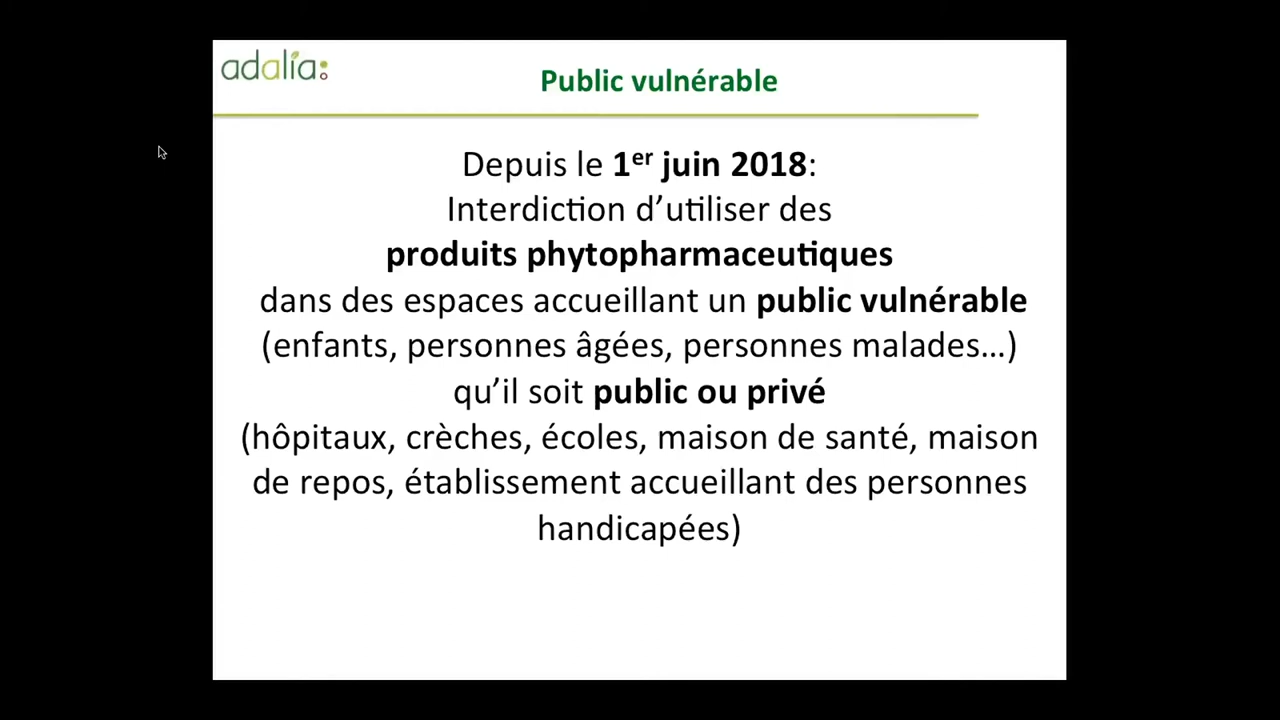 adalia
Public vulnérable
Depuis le 1er juin 2018:
Interdiction d’utiliser des
produits phytopharmaceutiques
dans des espaces accueillant un public vulnérable
(enfants, personnes âgées, personnes malades…)
qu’il soit public ou privé
(hôpitaux, crèches, écoles, maison de santé, maison
de repos, établissement accueillant des personnes
handicapées)